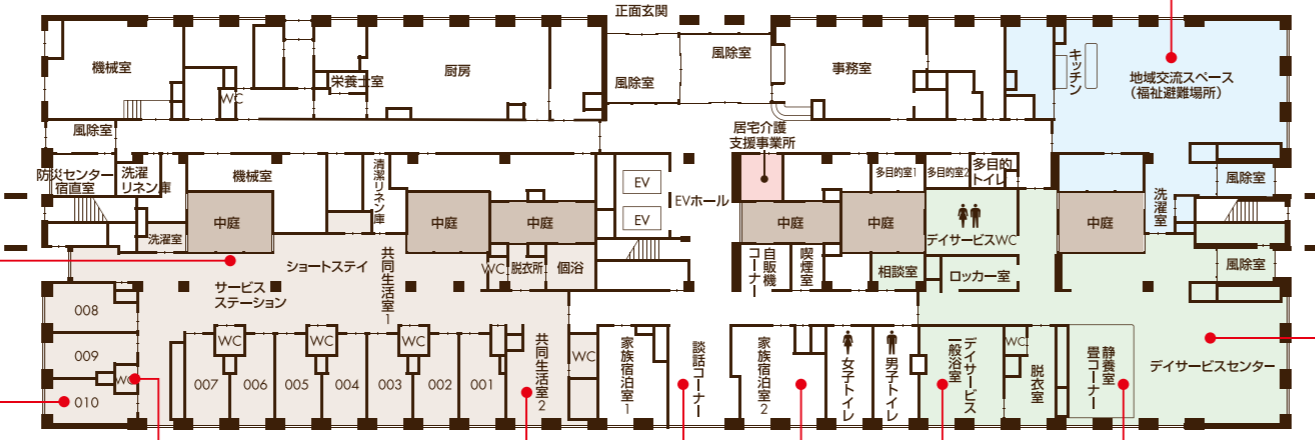 正面玄関
機械室
WC
栄養士室
厨房
風除室
風除室
事務室
キッチン
地域交流スペース
（福祉避難場所）
風除室
防災センター
宿直室
洗濯
リネン庫
機械室
清潔リネン庫
EV
EV
EVホール
居宅介護
支援事業所
多目的室1
多目的室2
多目的
トイレ
洗濯室
風除室
中庭
中庭
中庭
中庭
中庭
中庭
洗濯室
デイサービスWC
ショートステイ
共同生活室1
WC
脱衣所
個浴
自販機
コーナー
喫煙室
相談室
ロッカー室
風除室
サービス
ステーション
008
009
WC
010
007
WC
006
005
WC
004
003
WC
002
001
共同生活室2
WC
家族宿泊室1
談話コーナー
家族宿泊室2
女子トイレ
男子トイレ
デイサービス
一般浴室
WC
脱衣室
静養室
畳コーナー
デイサービスセンター